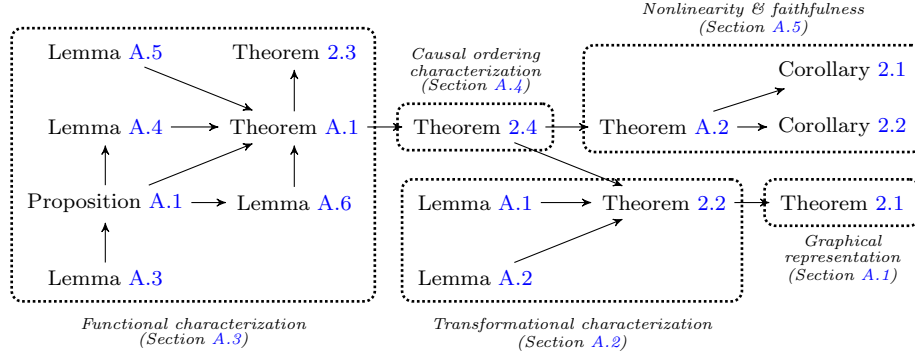 Nonlinearity & faithfulness
(Section A.5)
Lemma A.5
Theorem 2.3
Causal ordering
characterization
(Section A.4)
Corollary 2.1
Lemma A.4
Theorem A.1
Theorem 2.4
Theorem A.2
Corollary 2.2
Proposition A.1
Lemma A.6
Lemma A.1
Theorem 2.2
Theorem 2.1
Lemma A.3
Lemma A.2
Graphical
representation
(Section A.1)
Functional characterization
(Section A.3)
Transformational characterization
(Section A.2)